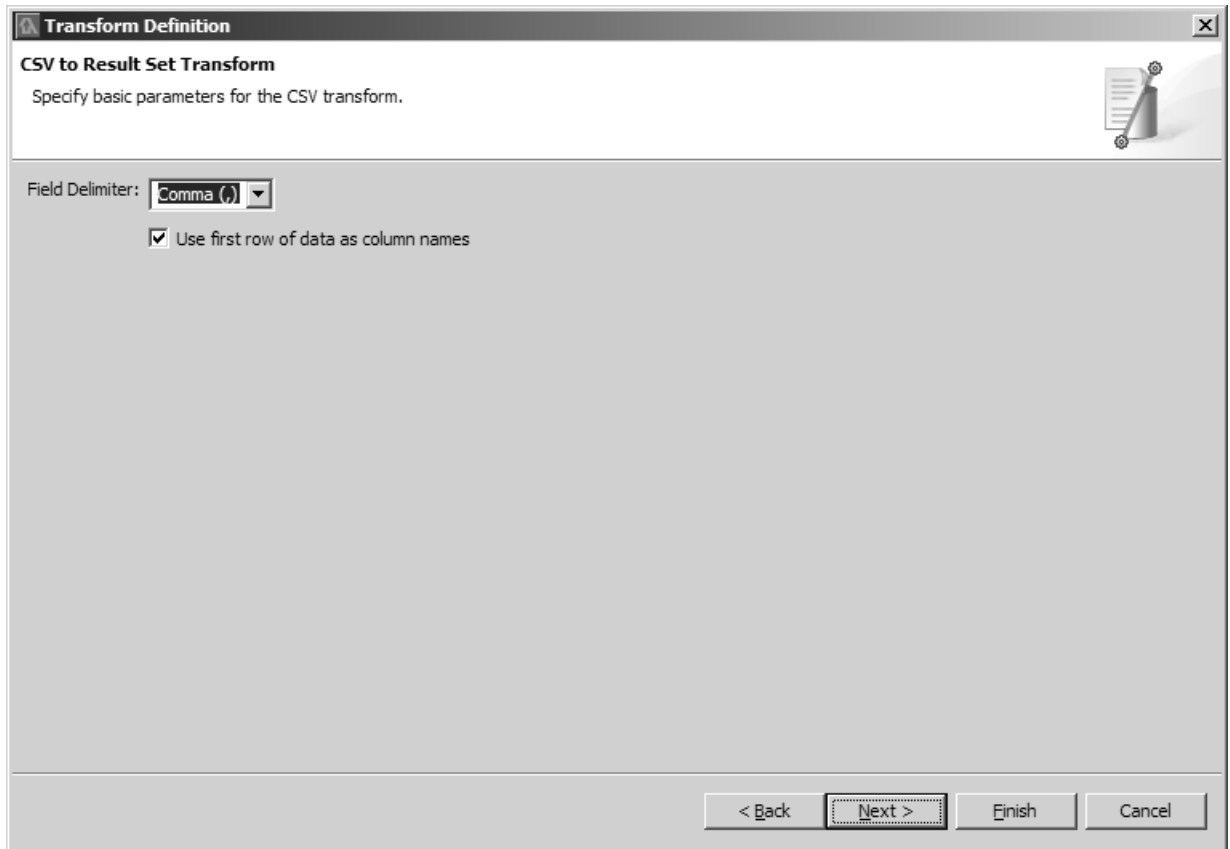 Transform Definition
CSV to Result Set Transform
Specify basic parameters for the CSV transform.
Field Delimiter: Comma (,)
Use first row of data as column names
< Back Next > Finish Cancel